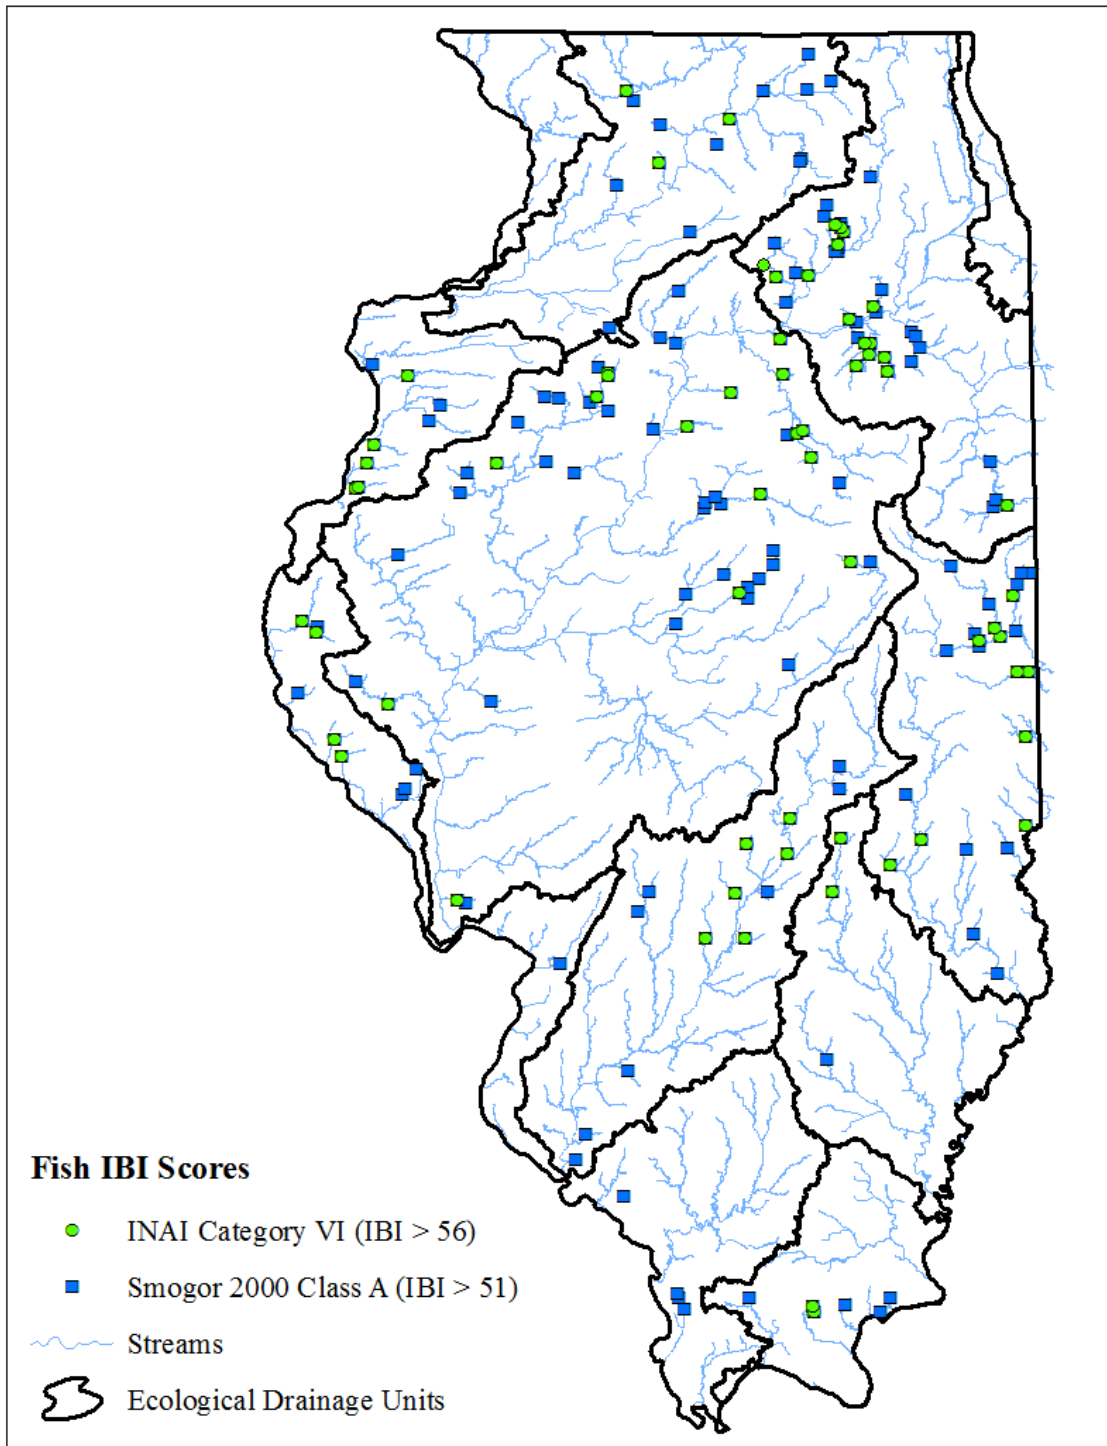 Fish IBI Scores
INAI Category VI (IBI > 56)
Smogor 2000 Class A (IBI > 51)
Streams
Ecological Drainage Units